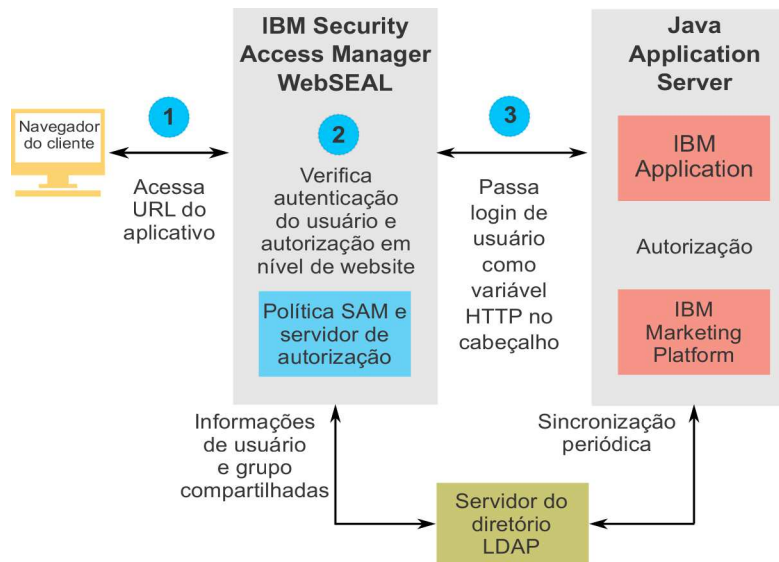 IBM Security
Access Manager
WebSEAL
Java
Application
Server
Navegador
do cliente
1
Acessa
URL do
aplicativo
2
Verifica
autenticação
do usuário e
autorização em
nível de website
Política SAM e
servidor de
autorização
3
Passa
login de
usuário
como
variável
HTTP no
cabeçalho
IBM
Application
Autorização
IBM
Marketing
Platform
Informações
de usuário
e grupo
compartilhadas
Sincronização
periódica
Servidor do
diretório
LDAP